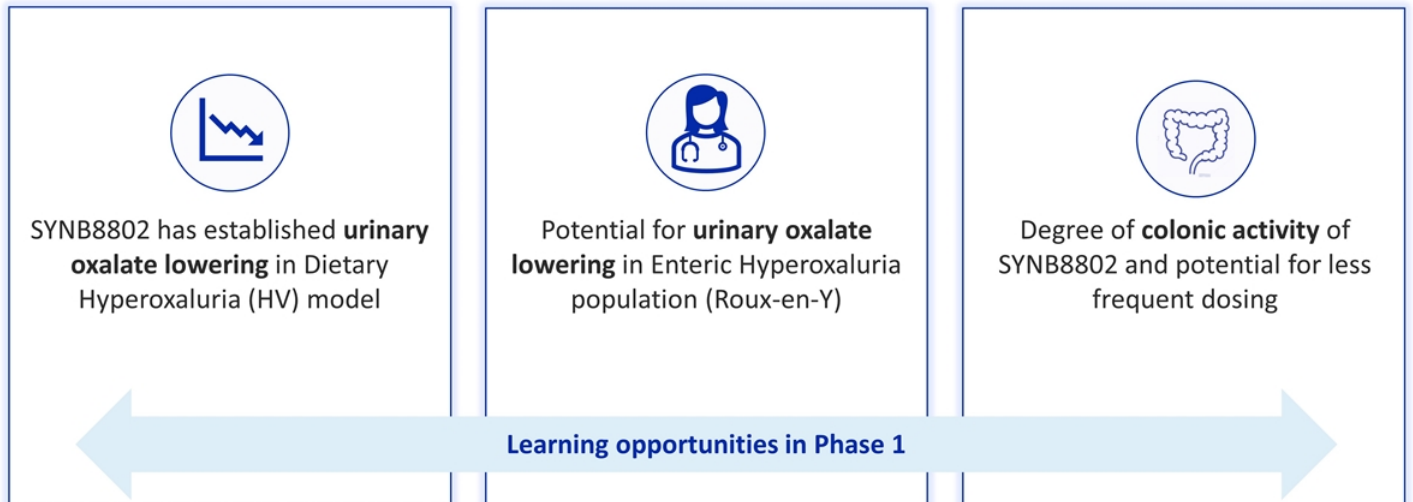 SYNB8802 has established urinary
oxalate lowering in Dietary
Hyperoxaluria (HV) model
Potential for urinary oxalate
lowering in Enteric Hyperoxaluria
population (Roux-en-Y)
Degree of colonic activity of
SYNB8802 and potential for less
frequent dosing
Learning opportunities in Phase 1